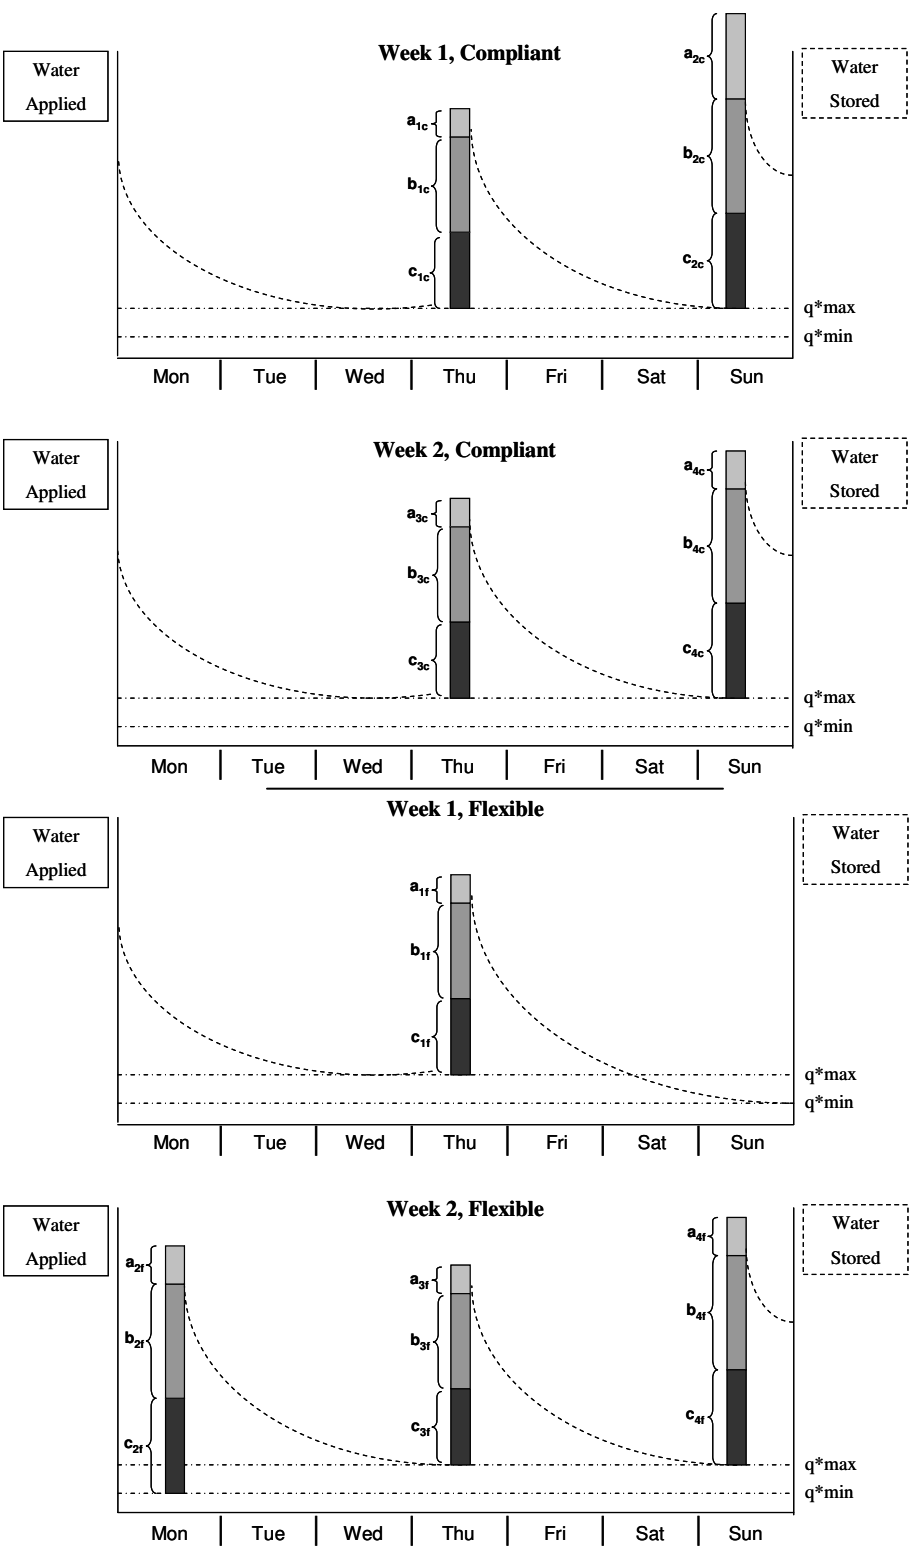 Week 1, Compliant
Water
Applied
Water
Stored
a2c
a1c
b2c
b1c
c2c
c1c
q*max
q*min
Mon Tue Wed Thu Fri Sat Sun
Week 2, Compliant
Water
Applied
Water
Stored
a4c
a3c
b4c
b3c
c4c
c3c
q*max
q*min
Mon Tue Wed Thu Fri Sat Sun
Week 1, Flexible
Water
Applied
Water
Stored
a1f
b1f
c1f
q*max
q*min
Mon Tue Wed Thu Fri Sat Sun
Week 2, Flexible
Water
Applied
Water
Stored
a4f
a2f
a3f
b4f
b2f
b3f
c4f
c3f
c2f
q*max
q*min
Mon Tue Wed Thu Fri Sat Sun